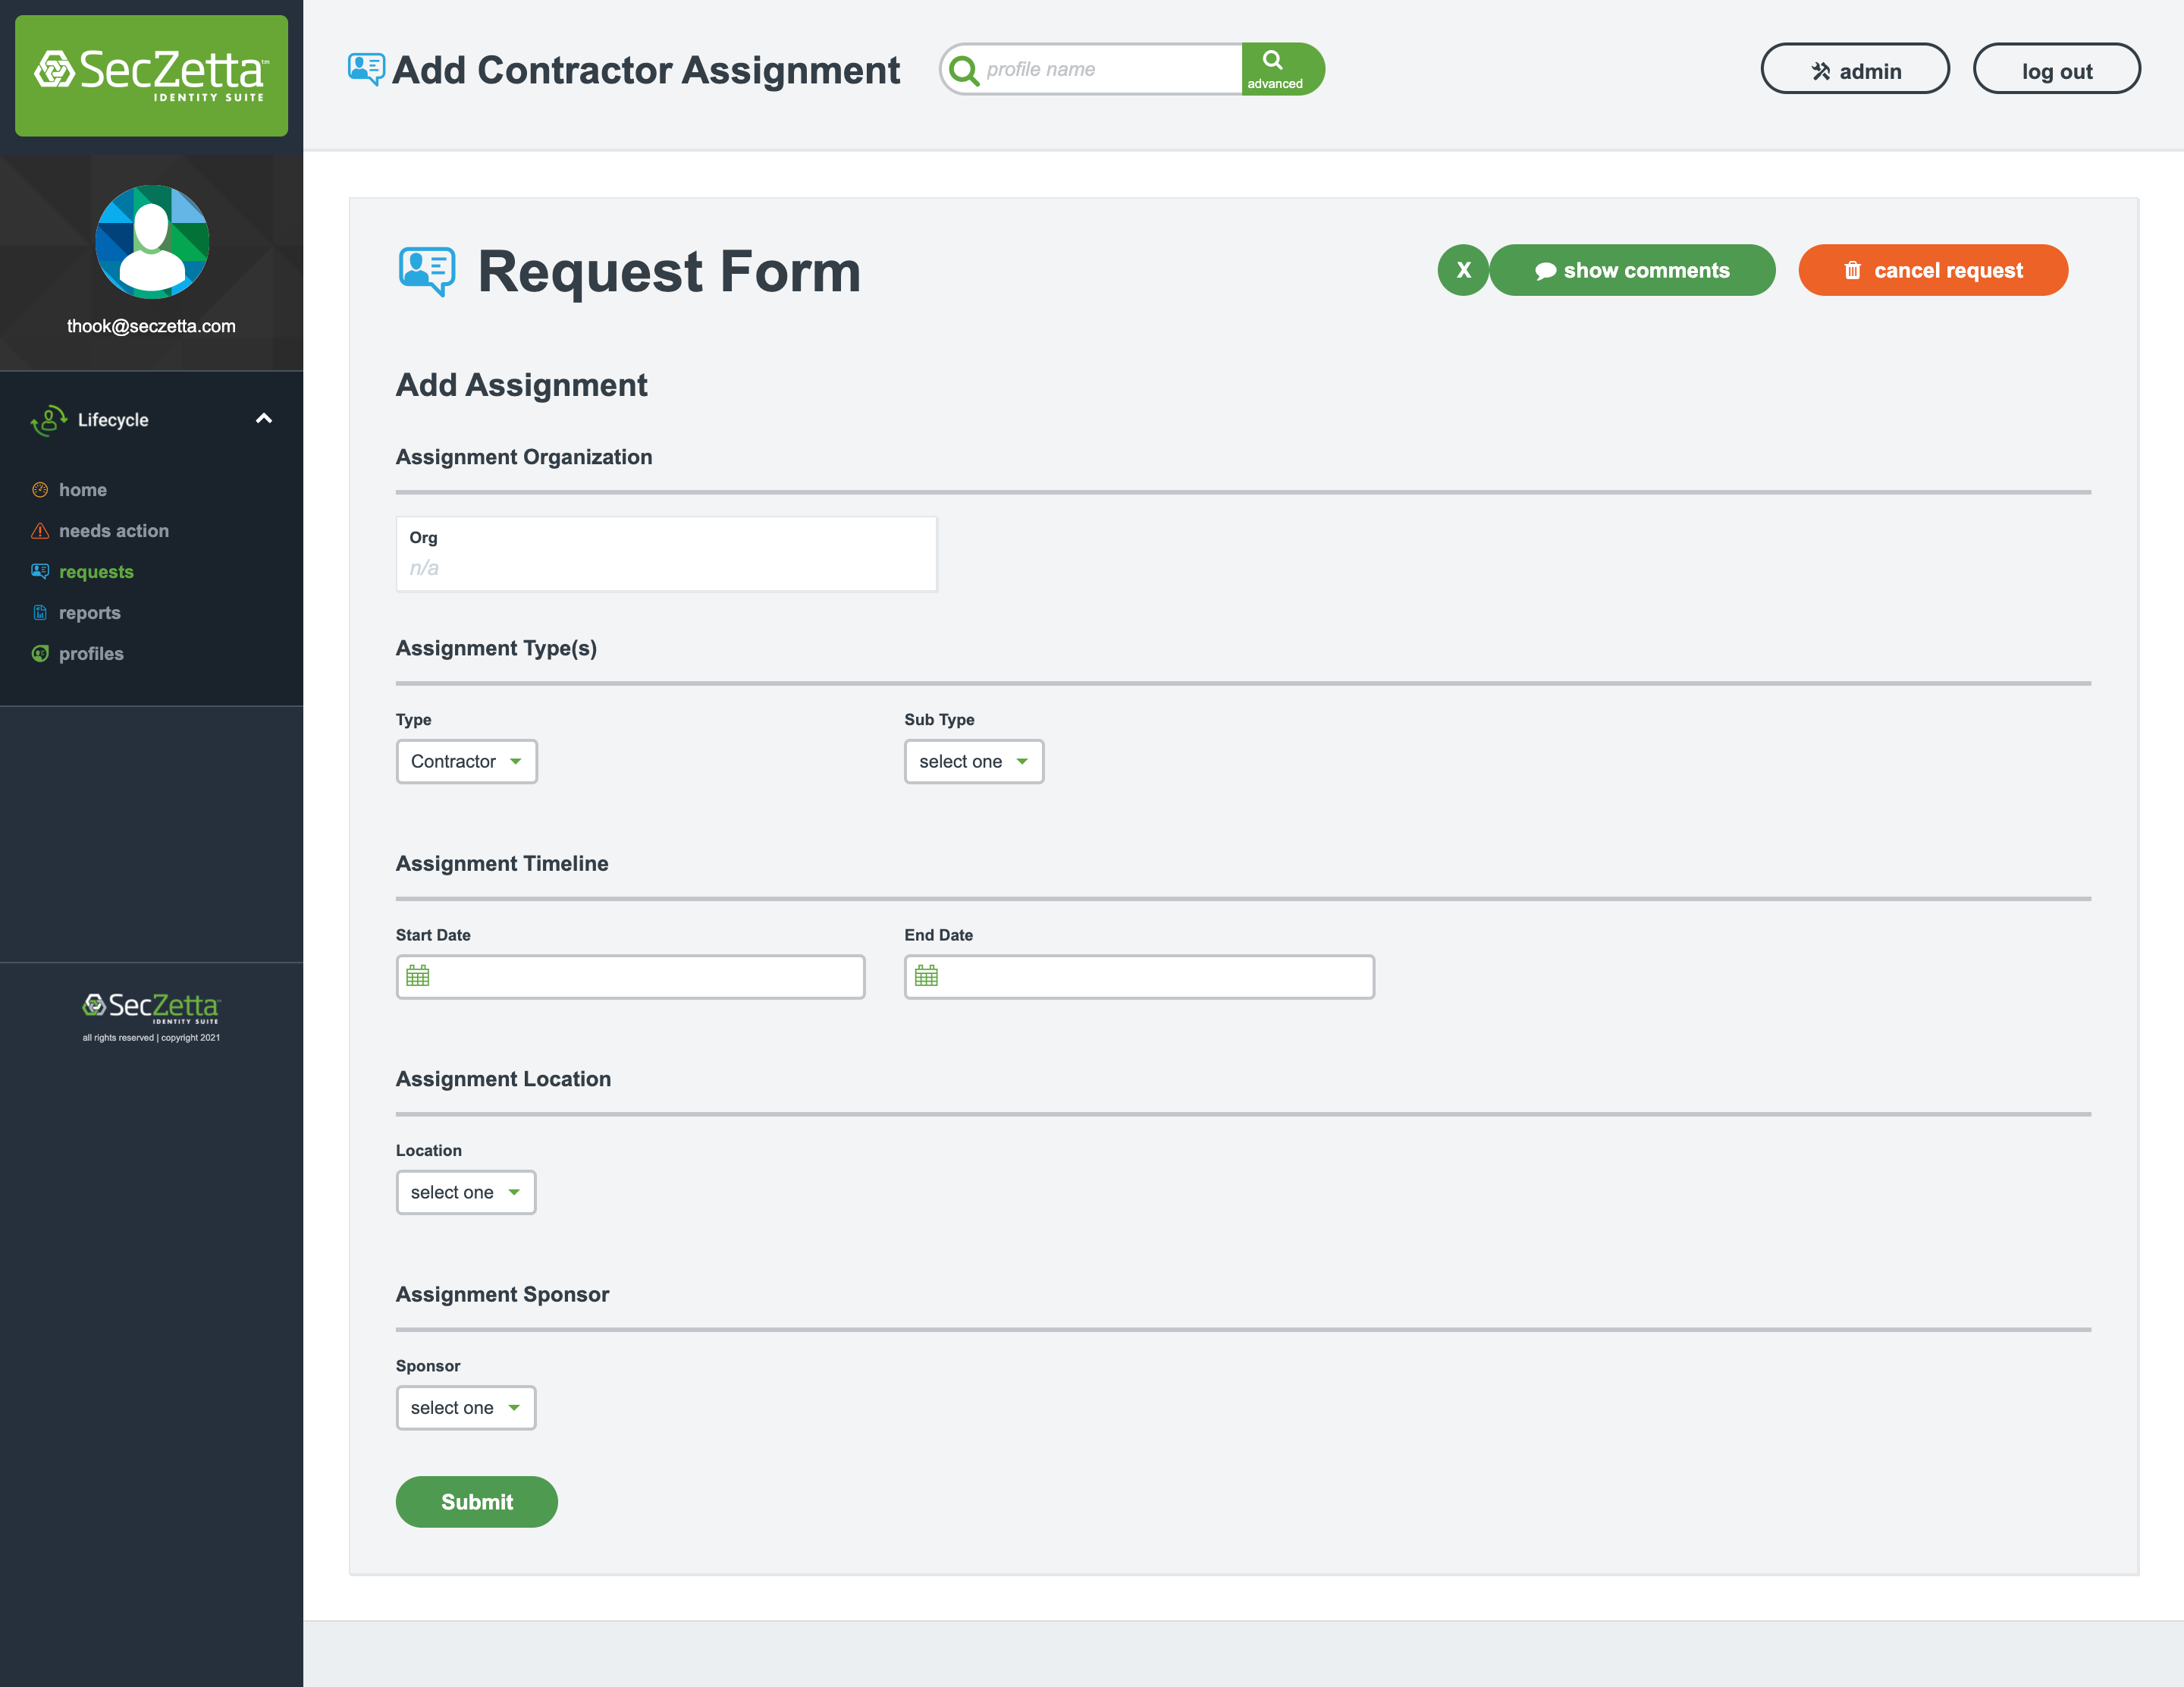 SecZetta™
IDENTITY SUITE
thook@seczetta.com
Lifecycle
home
needs action
requests
reports
profiles
SecZetta
IDENTITY SUITE
all rights reserved | copyright 2021
Add Contractor Assignment
profile name
advanced
admin
log out
Request Form
X
show comments
cancel request
Add Assignment
Assignment Organization
Org
n/a
Assignment Type(s)
Type
Sub Type
Contractor
select one
Assignment Timeline
Start Date
End Date
Assignment Location
Location
select one
Assignment Sponsor
Sponsor
select one
Submit